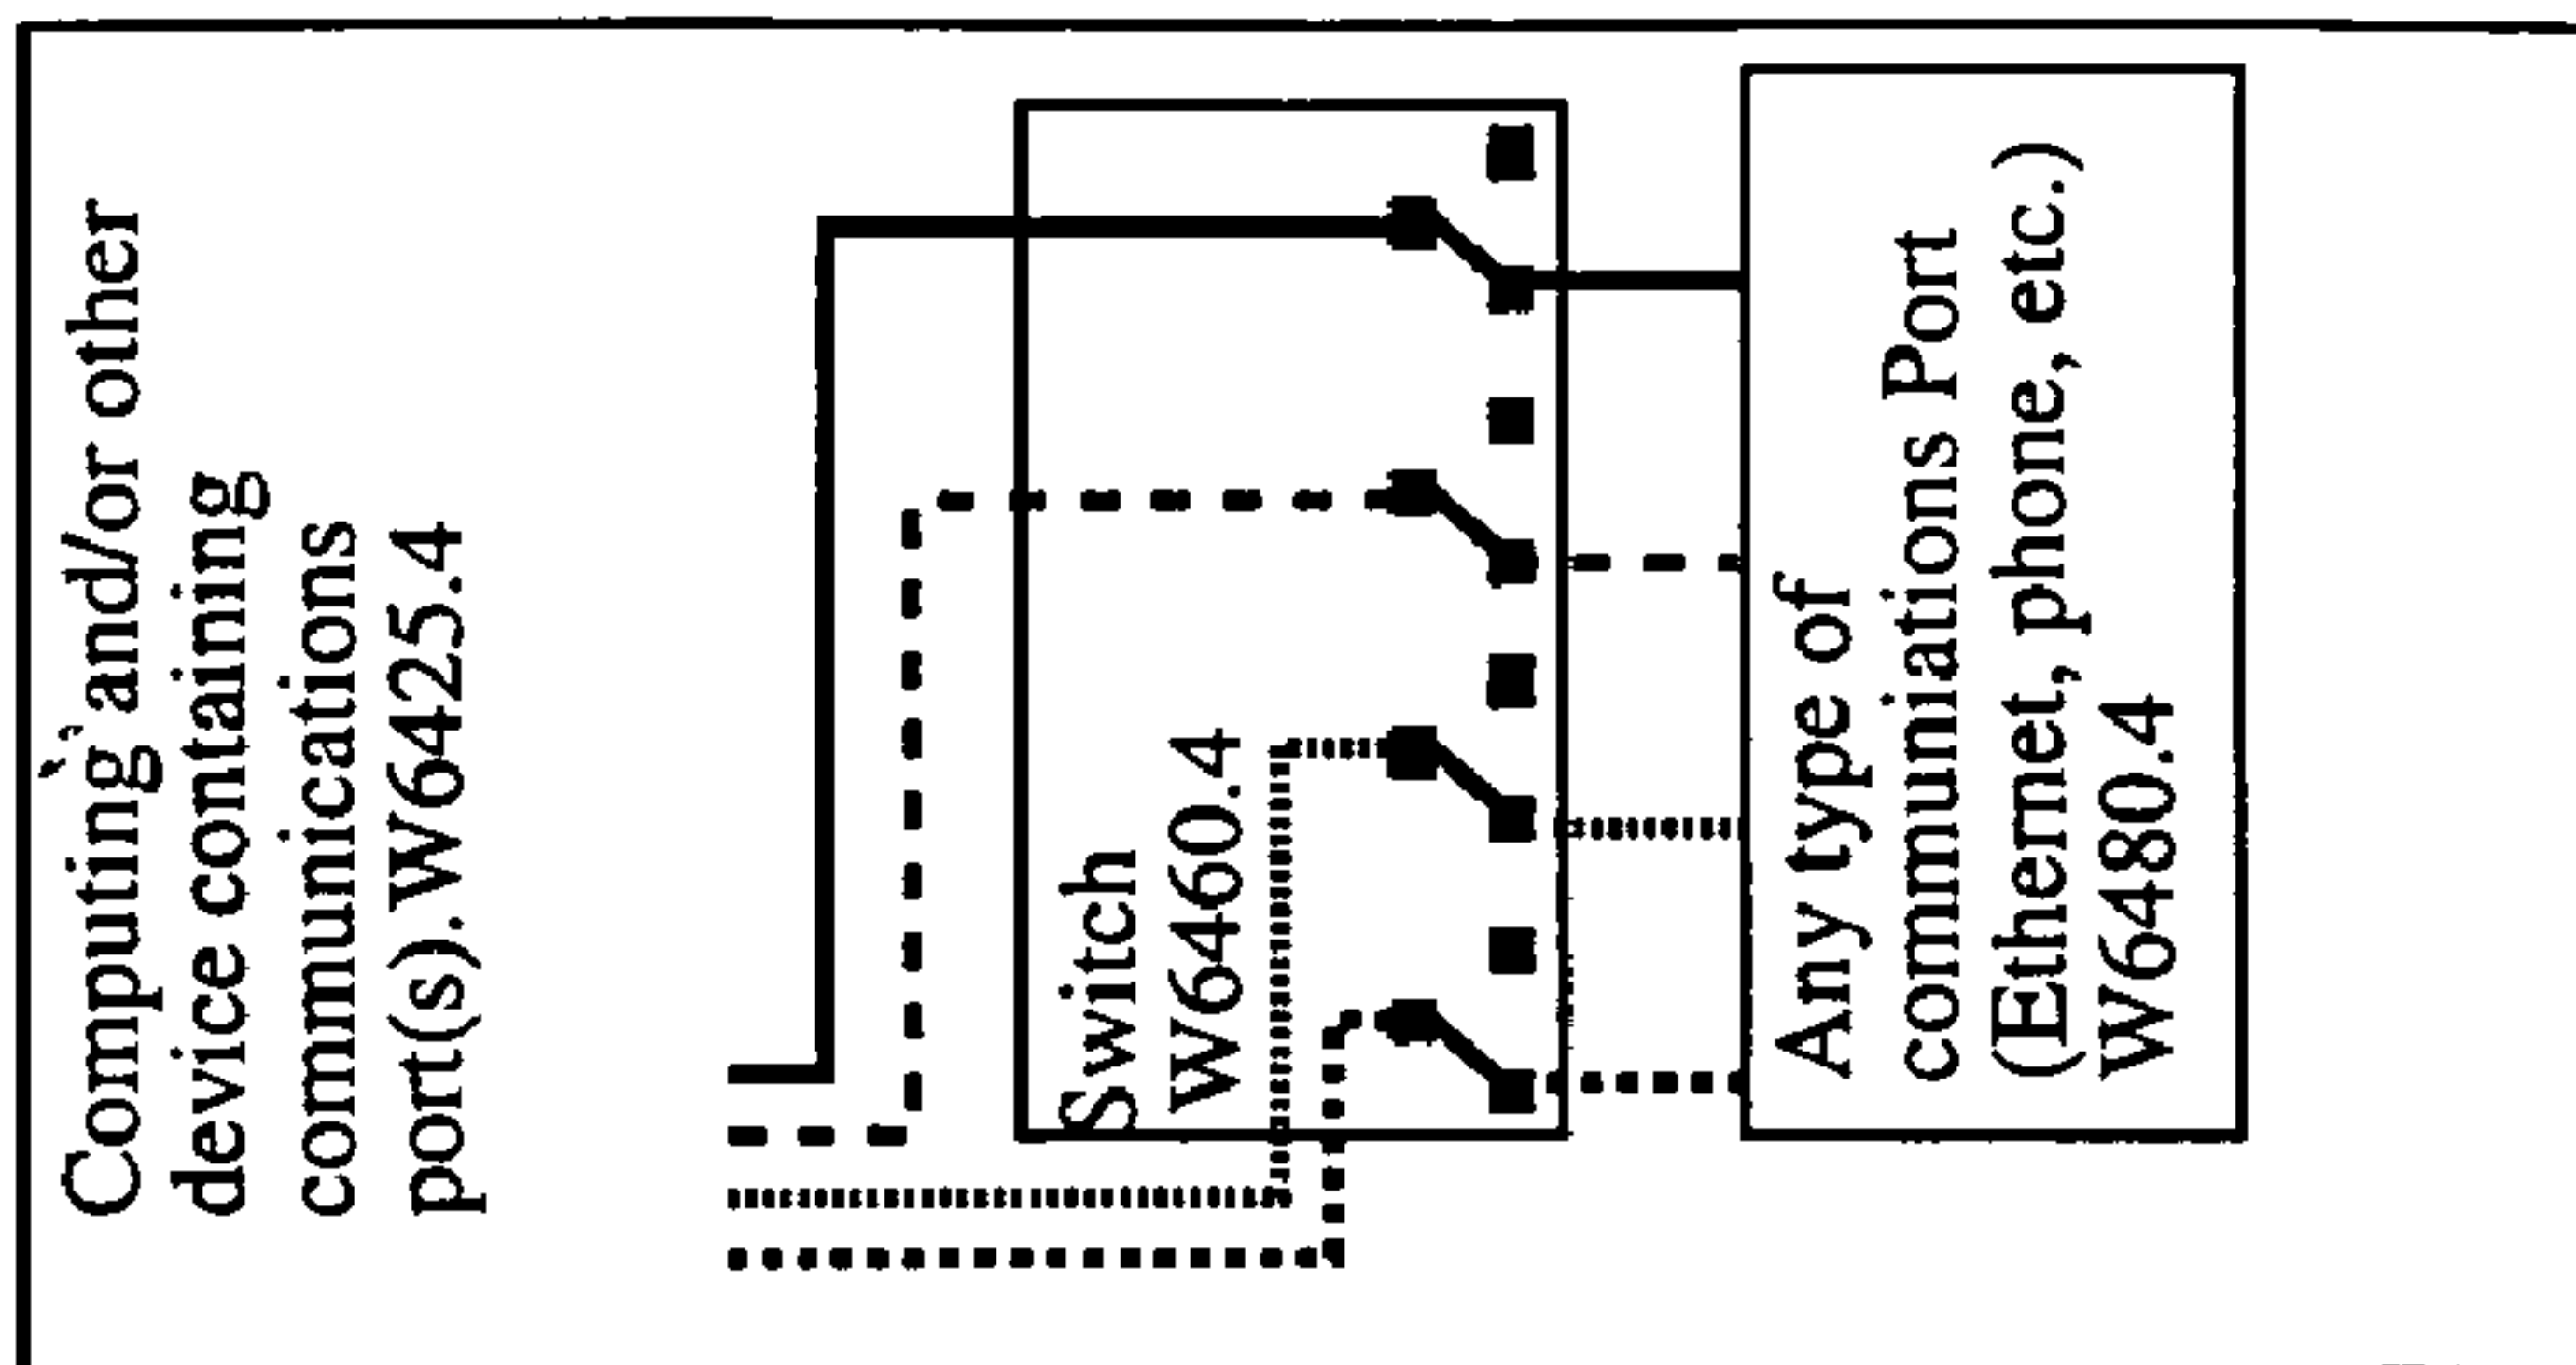 Computing and/or other
device containing
communications
port(s). W6425.4
Switch
W6460.4
Any type of
communiations Port
(Ethernet, phone, etc.)
W6480.4